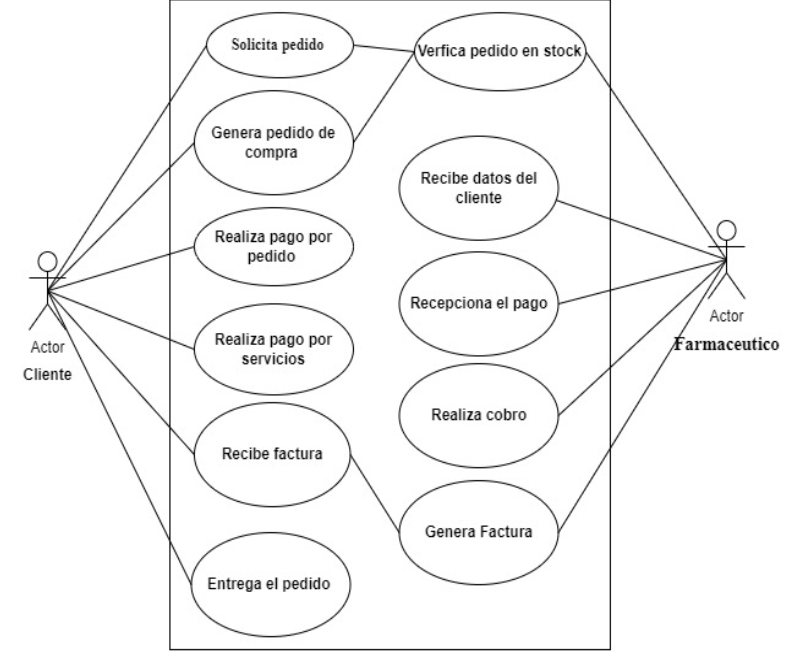 Solicita pedido
Verfica pedido en stock
Genera pedido de
compra
Recibe datos del
cliente
Realiza pago por
pedido
Recepciona el pago
Actor
Farmaceutico
Actor
Cliente
Realiza pago por
servicios
Realiza cobro
Recibe factura
Genera Factura
Entrega el pedido